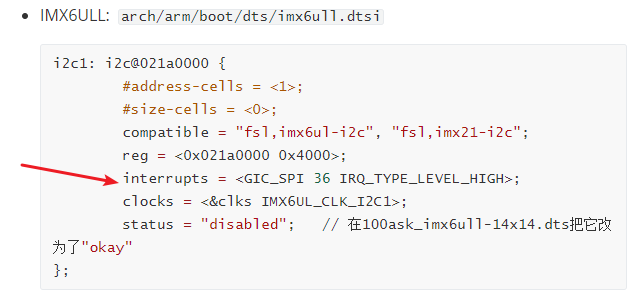 IMX6ULL: arch/arm/boot/dts/imx6ull.dtsi
i2c1: i2c@021a0000 {
#address-cells = <1>;
#size-cells = <0>;
compatible = "fsl,imx6ul-i2c", "fsl,imx21-i2c";
reg = <0x021a0000 0x4000>;
interrupts = <GIC_SPI 36 IRQ_TYPE_LEVEL_HIGH>;
clocks = <&clks IMX6UL_CLK_I2C1>;
status = "disabled";   // 在100ask_imx6ull-14x14.dts把它改
为了"okay"
};